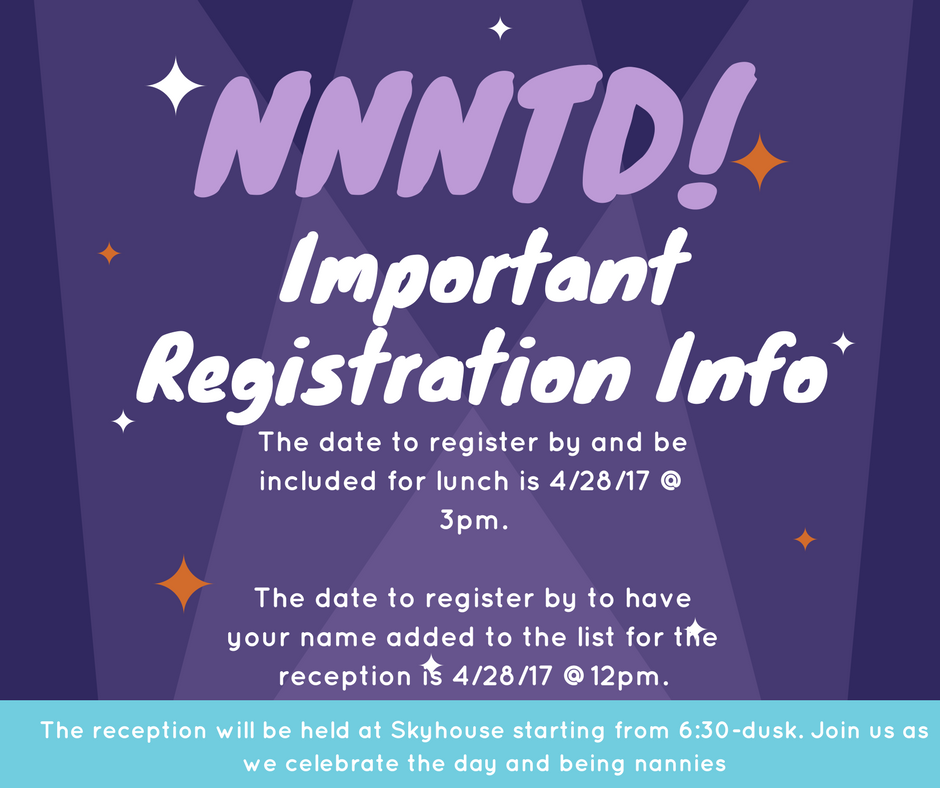 NNNTD!
Important
Registration Info
The date to register by and be
included for lunch is 4/28/17 @
3pm.
The date to register by to have
your name added to the list for the
reception is 4/28/17 @ 12pm.
The reception will be held at Skyhouse starting from 6:30-dusk. Join us as
we celebrate the day and being nannies